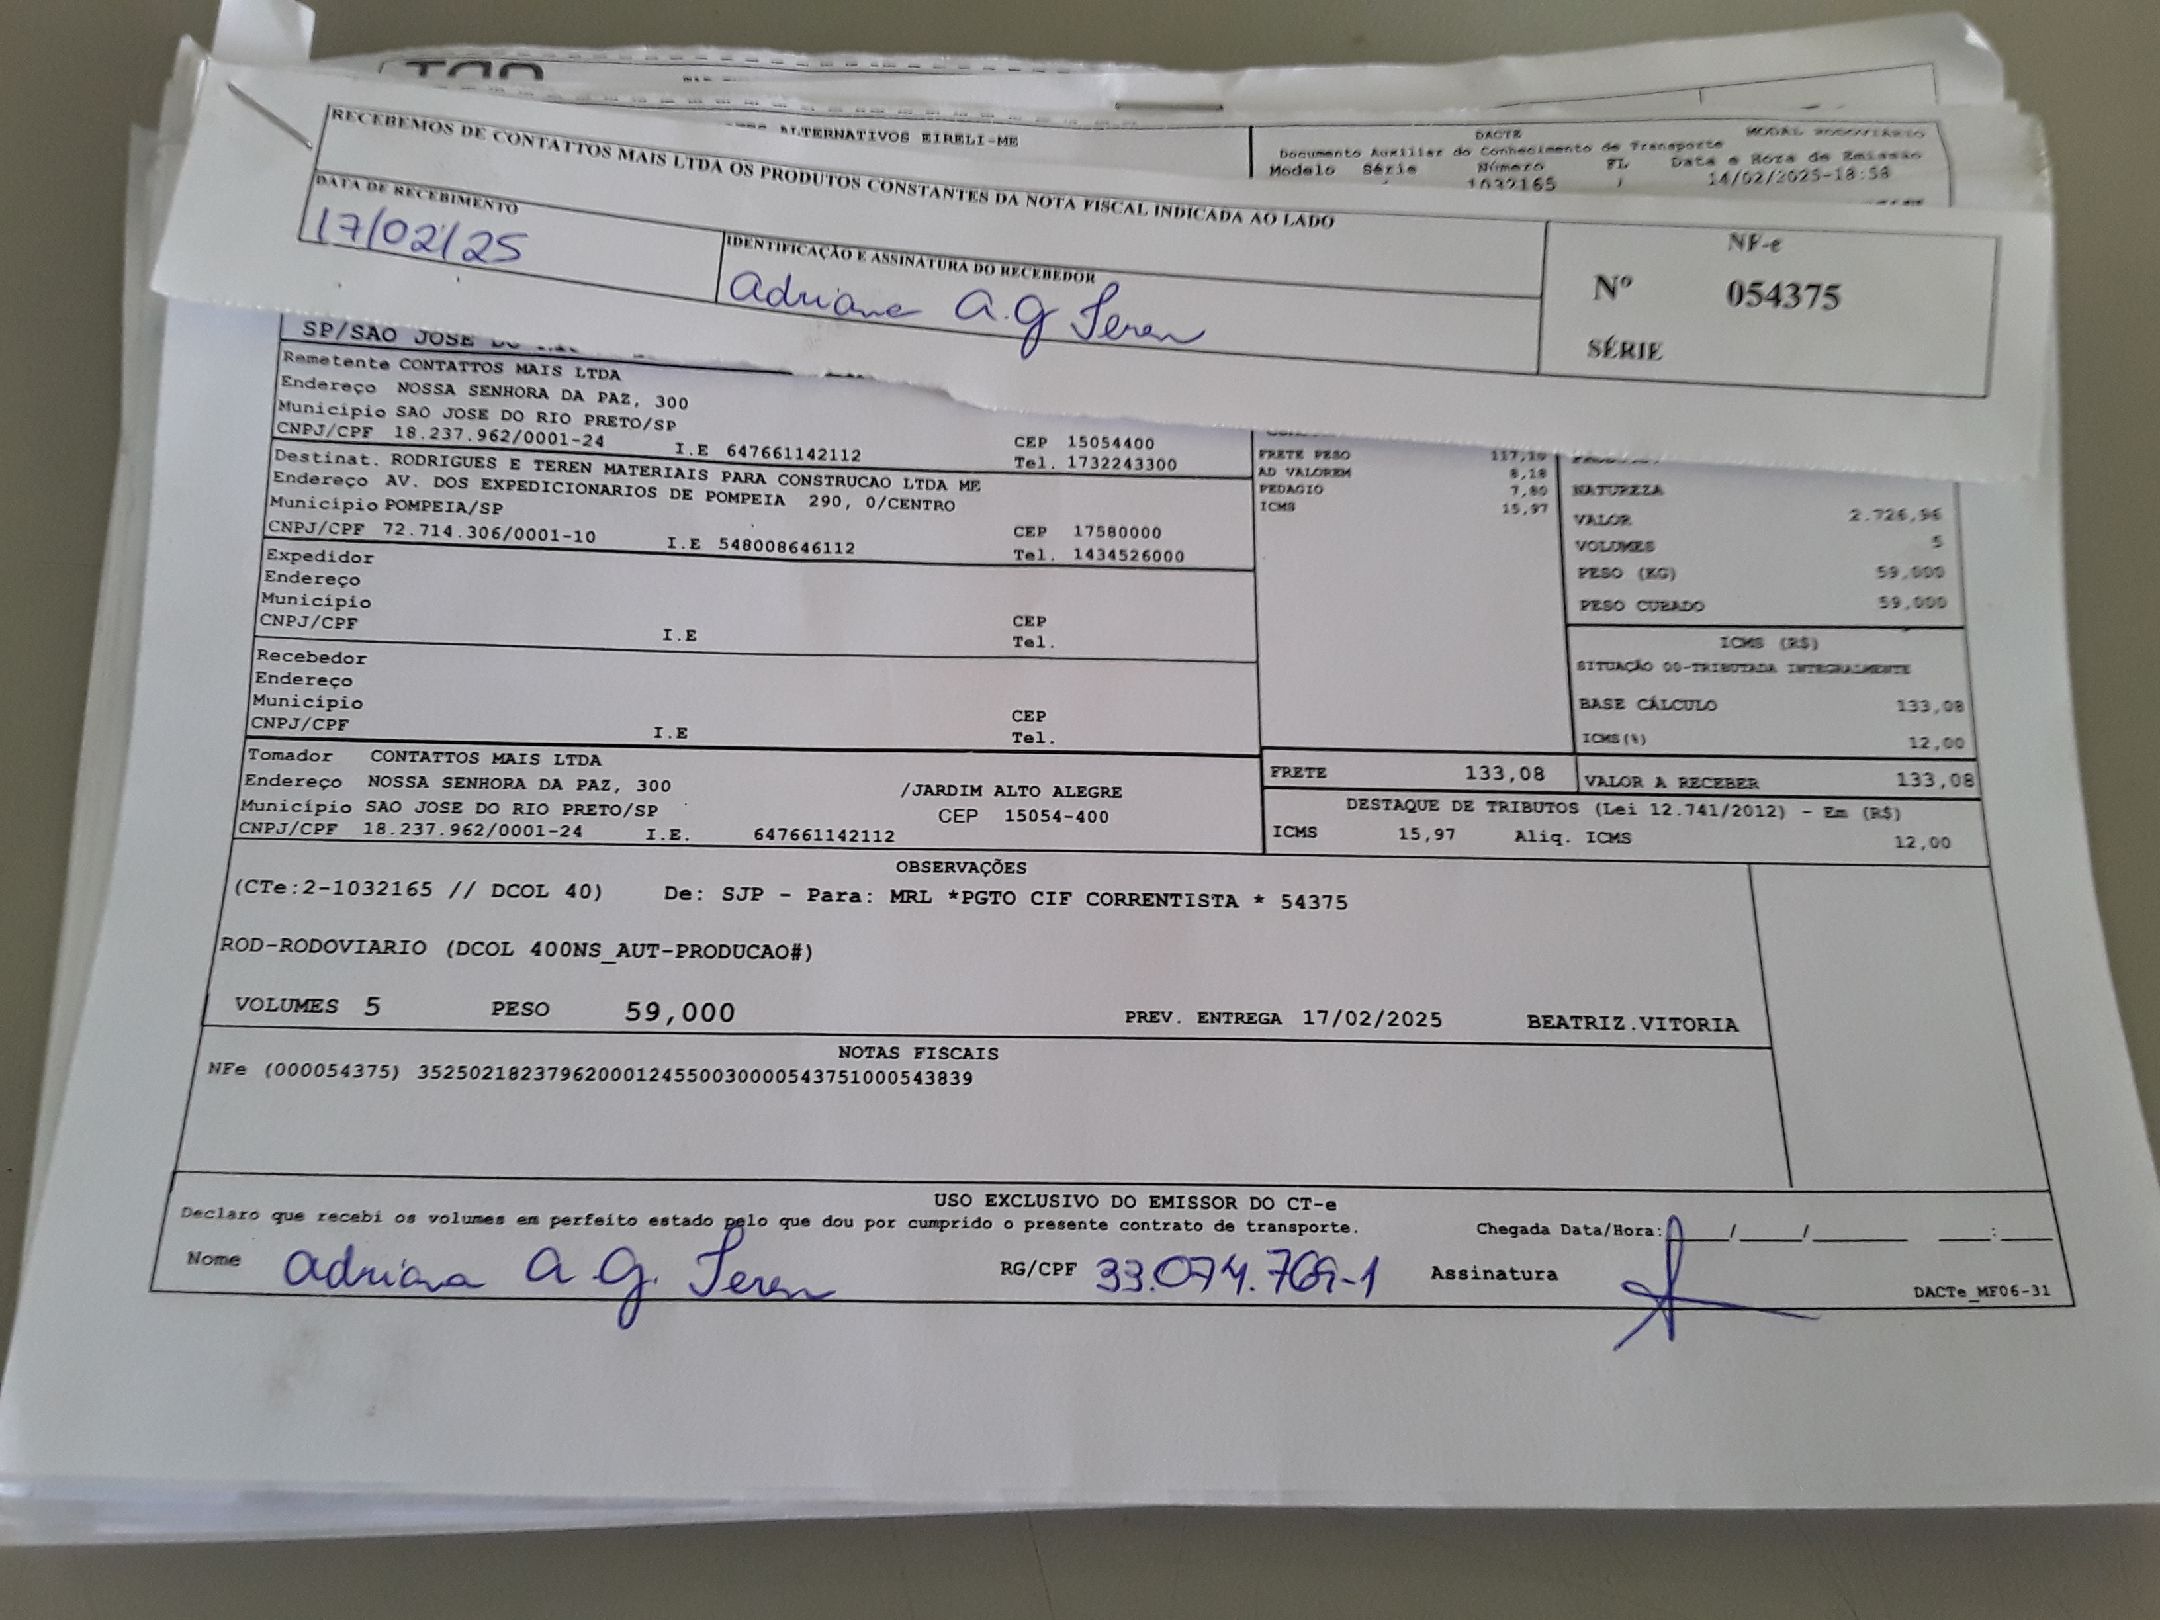 RECEBEMOS DE CONTATTOS MAIS LTDA OS PRODUTOS CONSTANTES DA NOTA FISCAL INDICADA AO LADO
DATA DE RECEBIMENTO
17/02/25
IDENTIFICAÇÃO E ASSINATURA DO RECEBEDOR
Adriana A. G Teren
NF-e
Nº 054375
SÉRIE
ALTERNATIVOS EIRELI-ME
DACTE
MODAL RODOVIÁRIO
Documento Auxiliar do Conhecimento de Transporte
Modelo Série Número FL Data e Hora de Emissão
1032165 14/02/2025-18:58
SP/SAO JOSE DO
Remetente CONTATTOS MAIS LTDA
Endereço NOSSA SENHORA DA PAZ, 300
Município SAO JOSE DO RIO PRETO/SP
CEP 15054400
CNPJ/CPF 18.237.962/0001-24 I.E 647661142112 Tel. 1732243300
Destinat. RODRIGUES E TEREN MATERIAIS PARA CONSTRUCAO LTDA ME
Endereço AV. DOS EXPEDICIONARIOS DE POMPEIA 290, 0/CENTRO
Município POMPEIA/SP CEP 17580000
CNPJ/CPF 72.714.306/0001-10 I.E 548008646112 Tel. 1434526000
Expedidor
Endereço
Município CEP
CNPJ/CPF I.E Tel.
Recebedor
Endereço
Município CEP
CNPJ/CPF I.E Tel.
Tomador CONTATTOS MAIS LTDA
Endereço NOSSA SENHORA DA PAZ, 300 /JARDIM ALTO ALEGRE
Município SAO JOSE DO RIO PRETO/SP CEP 15054-400
CNPJ/CPF 18.237.962/0001-24 I.E. 647661142112
FRETE PESO 117,10
AD VALOREM 8,18
PEDAGIO 7,80
ICMS 15,97
NATUREZA
VALOR 2.726,96
VOLUMES 5
PESO (KG) 59,000
PESO CUBADO 59,000
ICMS (R$)
SITUAÇÃO 00-TRIBUTADA INTEGRALMENTE
BASE CÁLCULO 133,08
ICMS(%) 12,00
FRETE 133,08
VALOR A RECEBER 133,08
DESTAQUE DE TRIBUTOS (Lei 12.741/2012) - Em (R$)
ICMS 15,97 Aliq. ICMS 12,00
OBSERVAÇÕES
(CTe:2-1032165 // DCOL 40) De: SJP - Para: MRL *PGTO CIF CORRENTISTA * 54375
ROD-RODOVIARIO (DCOL 400NS_AUT-PRODUCAO#)
VOLUMES 5 PESO 59,000 PREV. ENTREGA 17/02/2025 BEATRIZ.VITORIA
NOTAS FISCAIS
NFe (000054375) 35250218237962000124550030000543751000543839
USO EXCLUSIVO DO EMISSOR DO CT-e
Declaro que recebi os volumes em perfeito estado pelo que dou por cumprido o presente contrato de transporte.
Chegada Data/Hora:____/____/______ ___:___
Nome Adriana A. G. Teren RG/CPF 33.074.769-1 Assinatura
DACTe_MF06-31